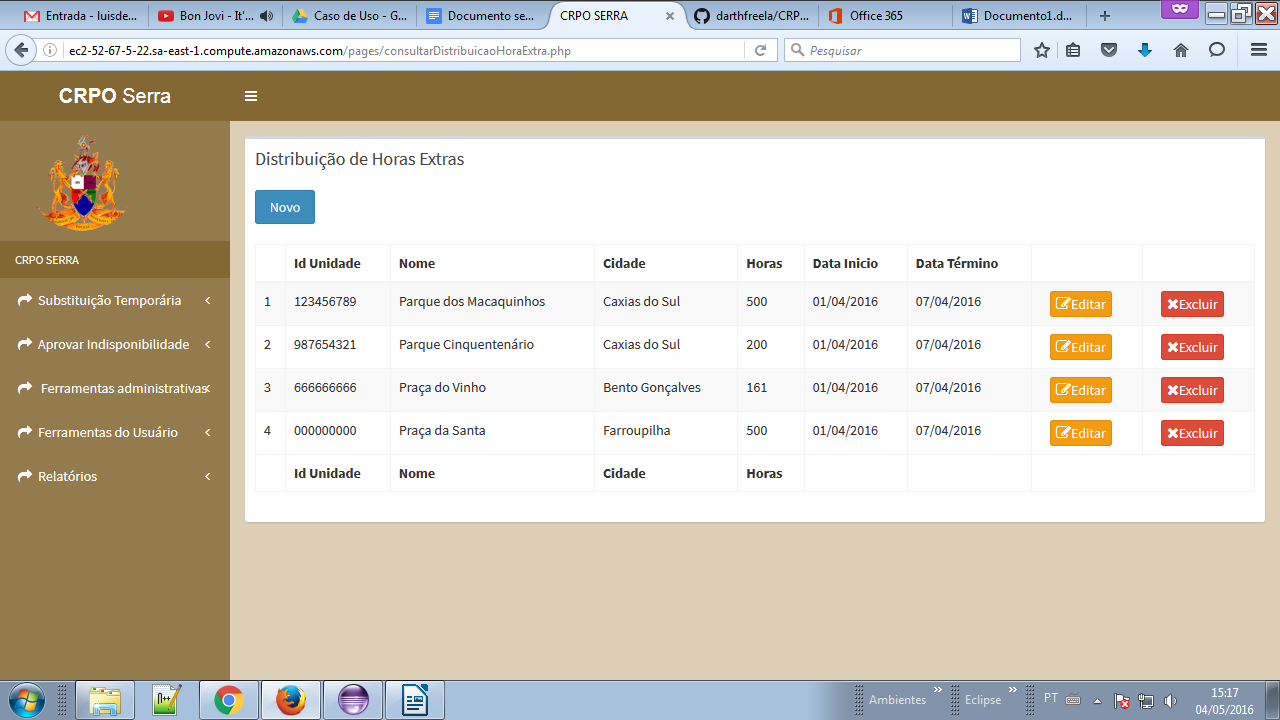 Entrada - luisde... Bon Jovi - It'... Caso de Uso - G... Documento se... CRPO SERRA darthfreela/CRP... Office 365 Documento1.d...
ec2-52-67-5-22.sa-east-1.compute.amazonaws.com/pages/consultarDistribuicaoHoraExtra.php Pesquisar
CRPO Serra
CRPO SERRA
Substituição Temporária
Aprovar Indisponibilidade
Ferramentas administrativas
Ferramentas do Usuário
Relatórios
Distribuição de Horas Extras
Novo
Id Unidade Nome Cidade Horas Data Inicio Data Término
1 123456789 Parque dos Macaquinhos Caxias do Sul 500 01/04/2016 07/04/2016 Editar Excluir
2 987654321 Parque Cinquentenário Caxias do Sul 200 01/04/2016 07/04/2016 Editar Excluir
3 666666666 Praça do Vinho Bento Gonçalves 161 01/04/2016 07/04/2016 Editar Excluir
4 000000000 Praça da Santa Farroupilha 500 01/04/2016 07/04/2016 Editar Excluir
Id Unidade Nome Cidade Horas
Ambientes Eclipse PT 15:17
04/05/2016